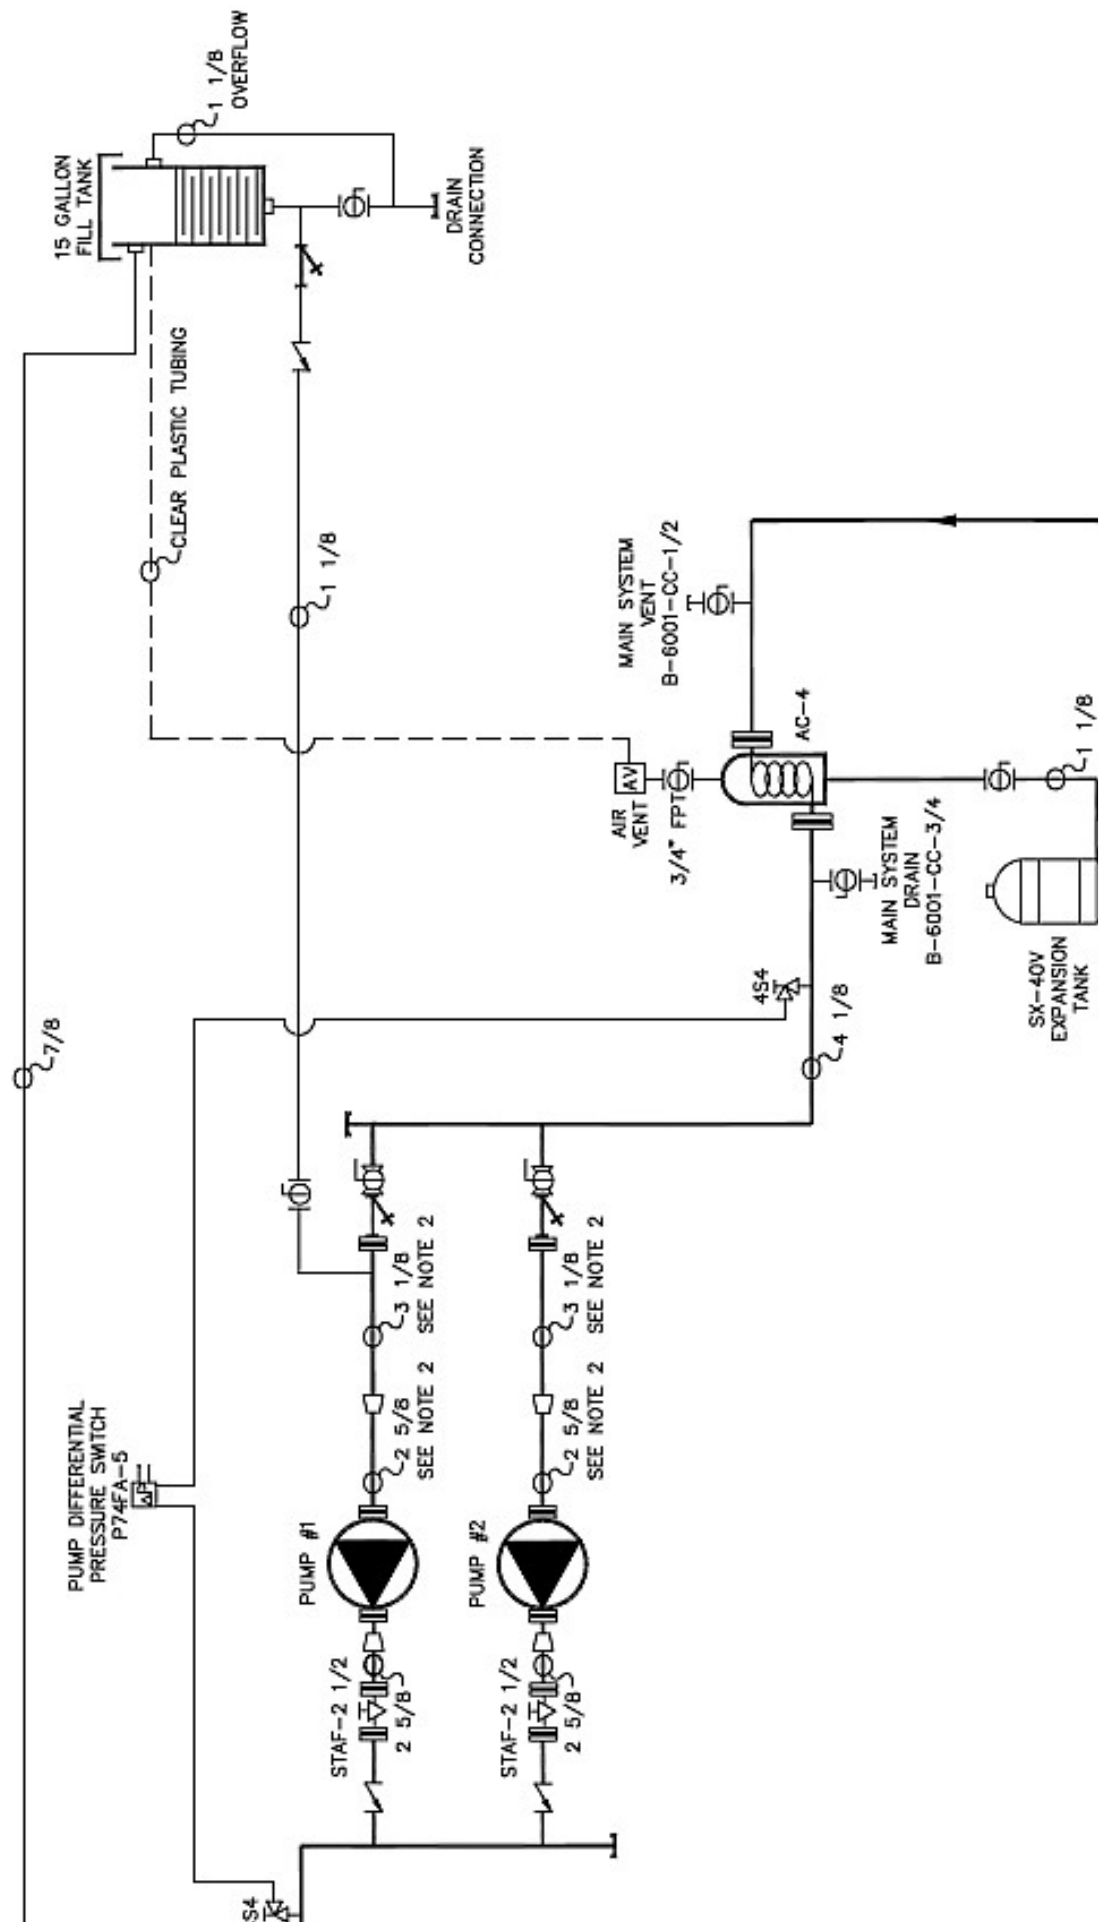 1 1/8
OVERFLOW
15 GALLON
FILL TANK
DRAIN
CONNECTION
CLEAR PLASTIC TUBING
1 1/8
MAIN SYSTEM
VENT
B-6001-CC-1/2
AC-4
AV
AIR
VENT
3/4" FPT
1 1/8
MAIN SYSTEM
DRAIN
B-6001-CC-3/4
SX-40V
EXPANSION
TANK
4S4
4 1/8
7/8
3 1/8
SEE NOTE 2
3 1/8
SEE NOTE 2
2 5/8
SEE NOTE 2
2 5/8
SEE NOTE 2
PUMP DIFFERENTIAL
PRESSURE SWITCH
P74FA-5
PUMP #1
PUMP #2
STAF-2 1/2
2 5/8
STAF-2 1/2
2 5/8
S4